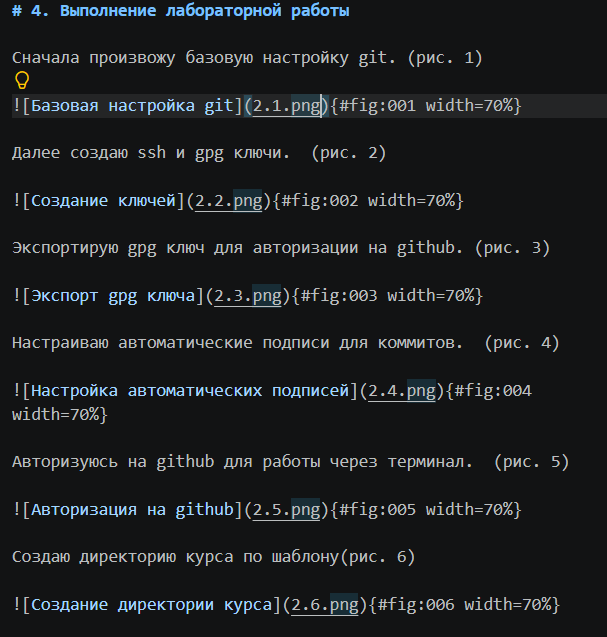 # 4. Выполнение лабораторной работы
Сначала произвожу базовую настройку git. (рис. 1)
![Базовая настройка git](2.1.png){#fig:001 width=70%}
Далее создаю ssh и gpg ключи.  (рис. 2)
![Создание ключей](2.2.png){#fig:002 width=70%}
Экспортирую gpg ключ для авторизации на github. (рис. 3)
![Экспорт gpg ключа](2.3.png){#fig:003 width=70%}
Настраиваю автоматические подписи для коммитов.  (рис. 4)
![Настройка автоматических подписей](2.4.png){#fig:004
width=70%}
Авторизуюсь на github для работы через терминал.  (рис. 5)
![Авторизация на github](2.5.png){#fig:005 width=70%}
Создаю директорию курса по шаблону(рис. 6)
![Создание директории курса](2.6.png){#fig:006 width=70%}